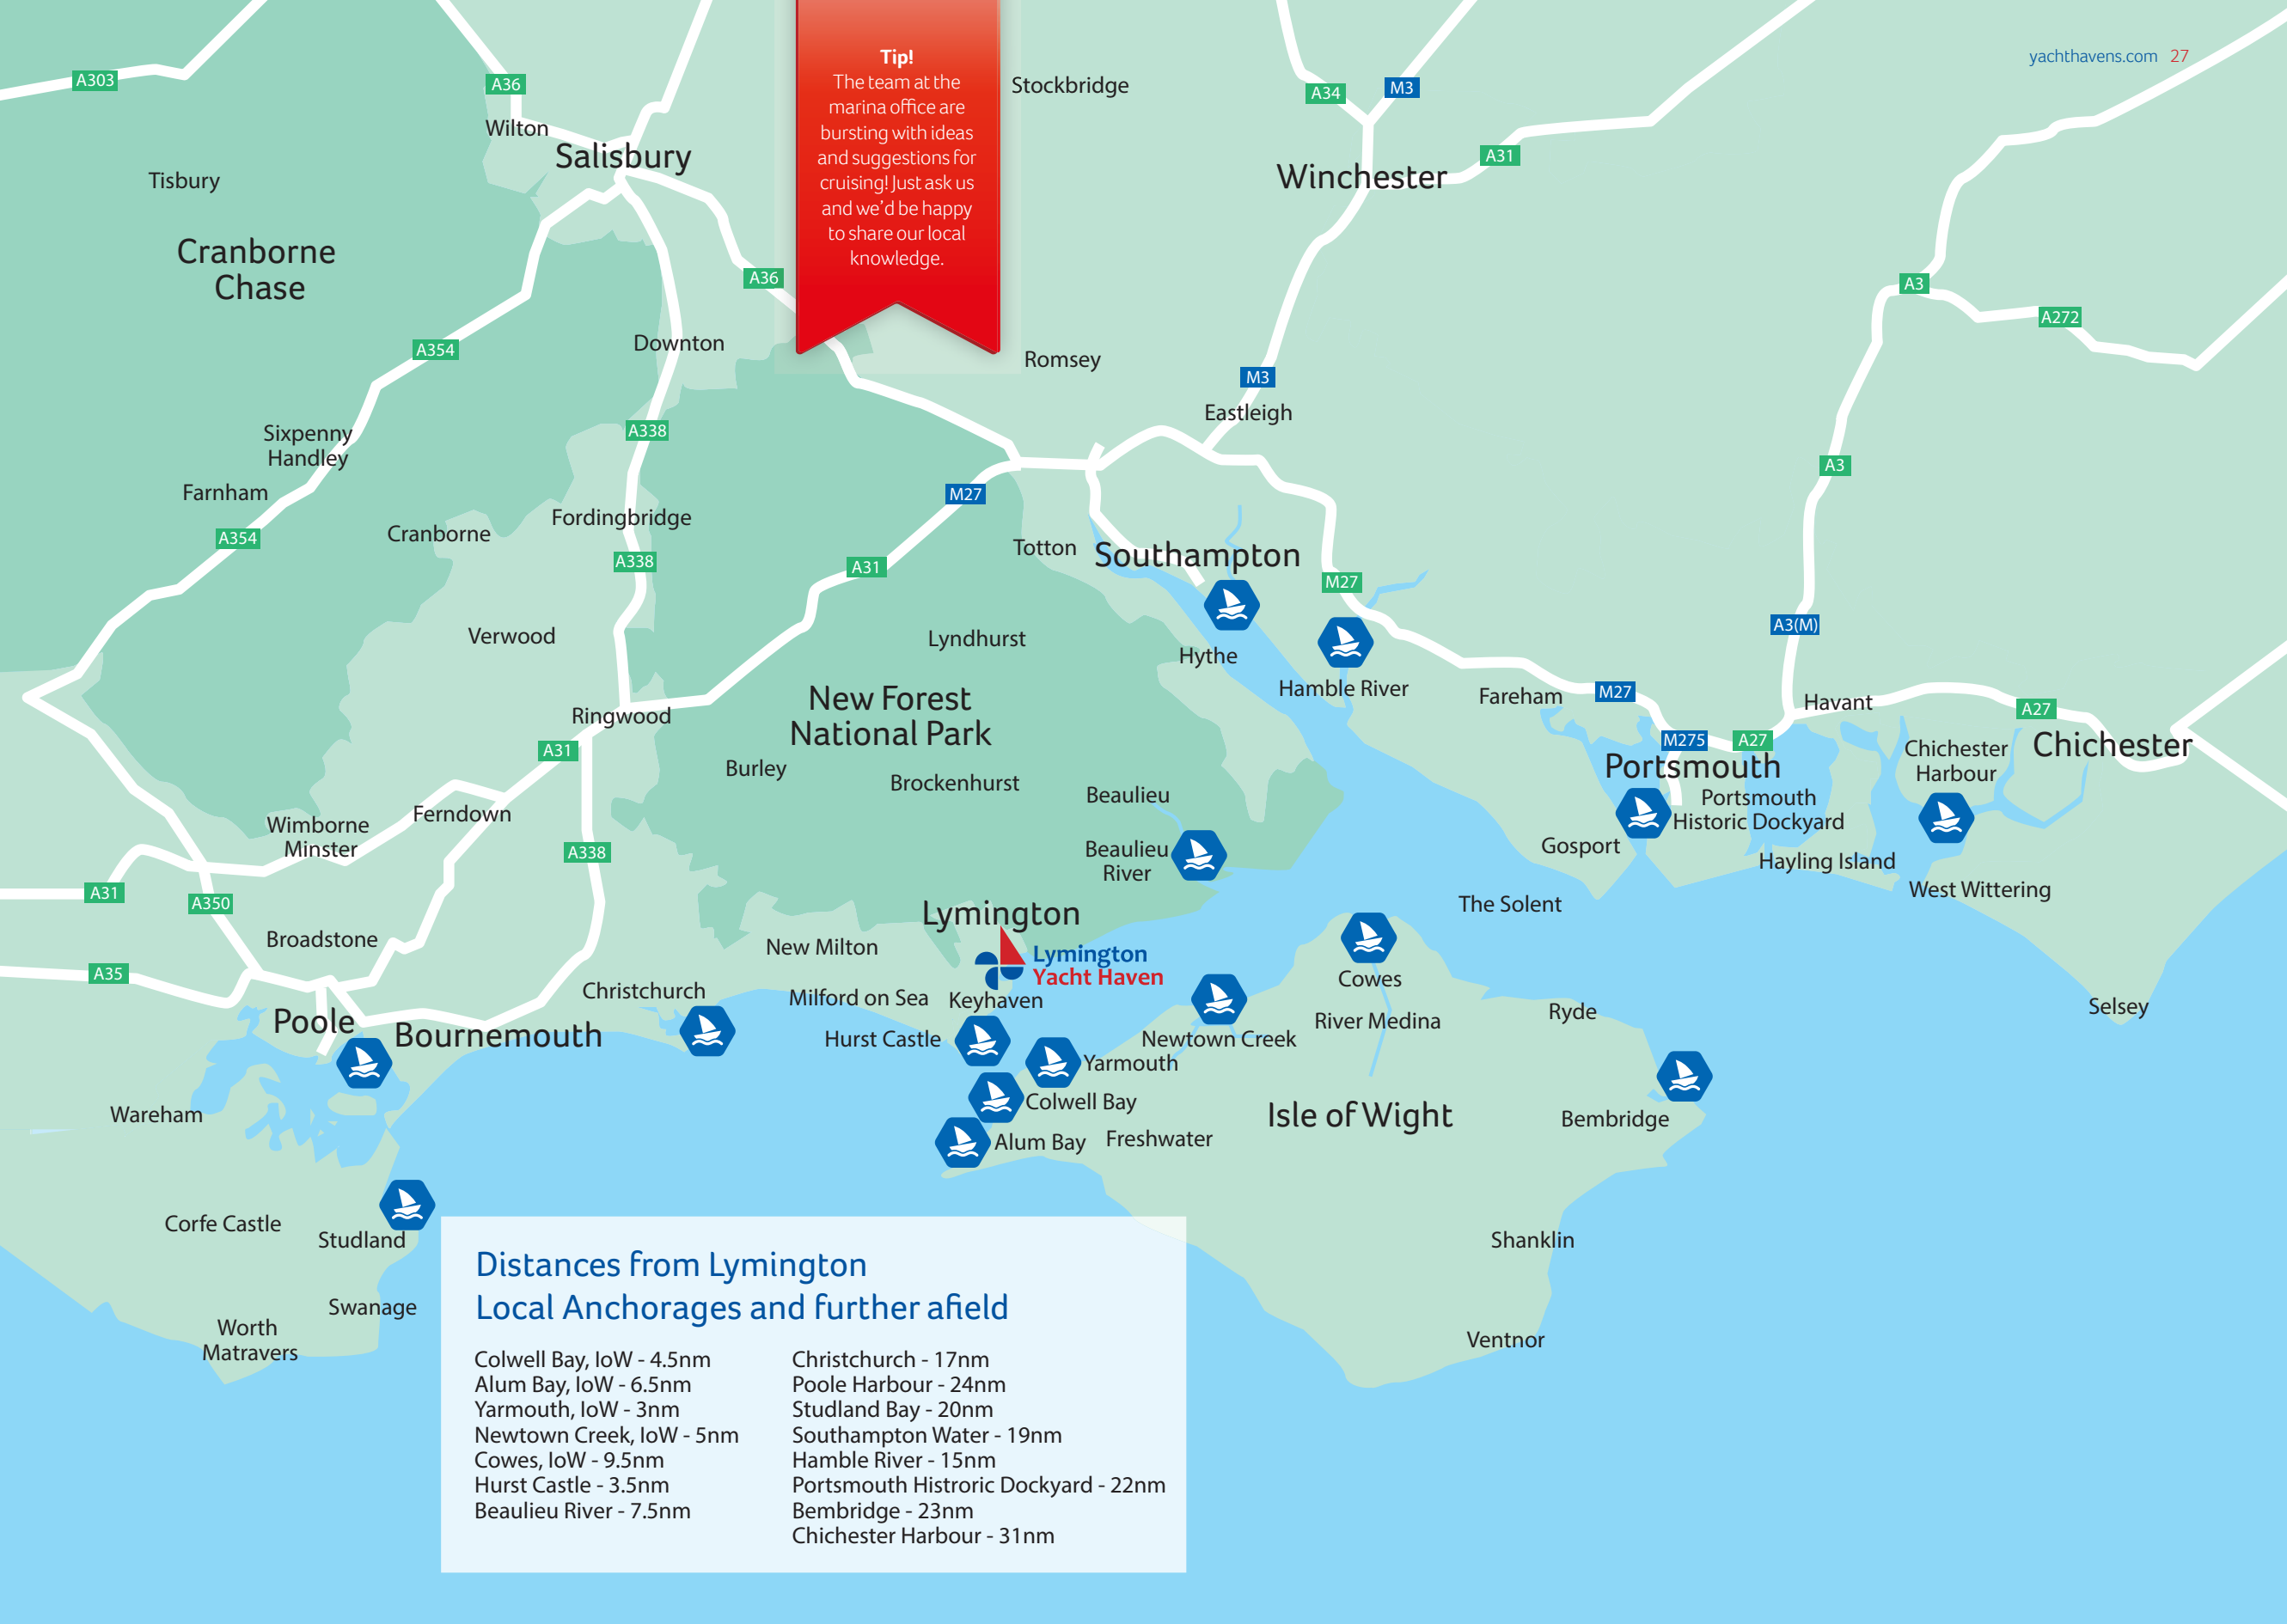 yachthavens.com 27
Tip!
The team at the
marina office are
bursting with ideas
and suggestions for
cruising! Just ask us
and we'd be happy
to share our local
knowledge.
A303
A36
Wilton
Salisbury
Tisbury
Cranborne
Chase
Stockbridge
A34
M3
Winchester
A31
A36
A354
Downton
Romsey
M3
Eastleigh
A3
A272
A338
Sixpenny
Handley
Farnham
A354
Cranborne
Fordingbridge
A338
M27
A31
Totton
Southampton
M27
A3
A3(M)
Verwood
Lyndhurst
Hythe
Hamble River
Fareham
M27
Havant
A27
New Forest
National Park
Ringwood
A31
Burley
Brockenhurst
Beaulieu
Beaulieu
River
M275
A27
Portsmouth
Portsmouth
Historic Dockyard
Gosport
Hayling Island
Chichester
Harbour
Chichester
West Wittering
Wimborne
Minster
Ferndown
A338
A31
A350
Broadstone
A35
Poole
Bournemouth
Christchurch
New Milton
Lymington
Lymington
Yacht Haven
Milford on Sea
Keyhaven
Hurst Castle
Yarmouth
Colwell Bay
Alum Bay
Freshwater
Newtown Creek
Cowes
River Medina
The Solent
Ryde
Selsey
Isle of Wight
Bembridge
Wareham
Corfe Castle
Studland
Swanage
Worth
Matravers
Shanklin
Ventnor
Distances from Lymington
Local Anchorages and further afield
Colwell Bay, IoW - 4.5nm
Alum Bay, IoW - 6.5nm
Yarmouth, IoW - 3nm
Newtown Creek, IoW - 5nm
Cowes, IoW - 9.5nm
Hurst Castle - 3.5nm
Beaulieu River - 7.5nm
Christchurch - 17nm
Poole Harbour - 24nm
Studland Bay - 20nm
Southampton Water - 19nm
Hamble River - 15nm
Portsmouth Histroric Dockyard - 22nm
Bembridge - 23nm
Chichester Harbour - 31nm